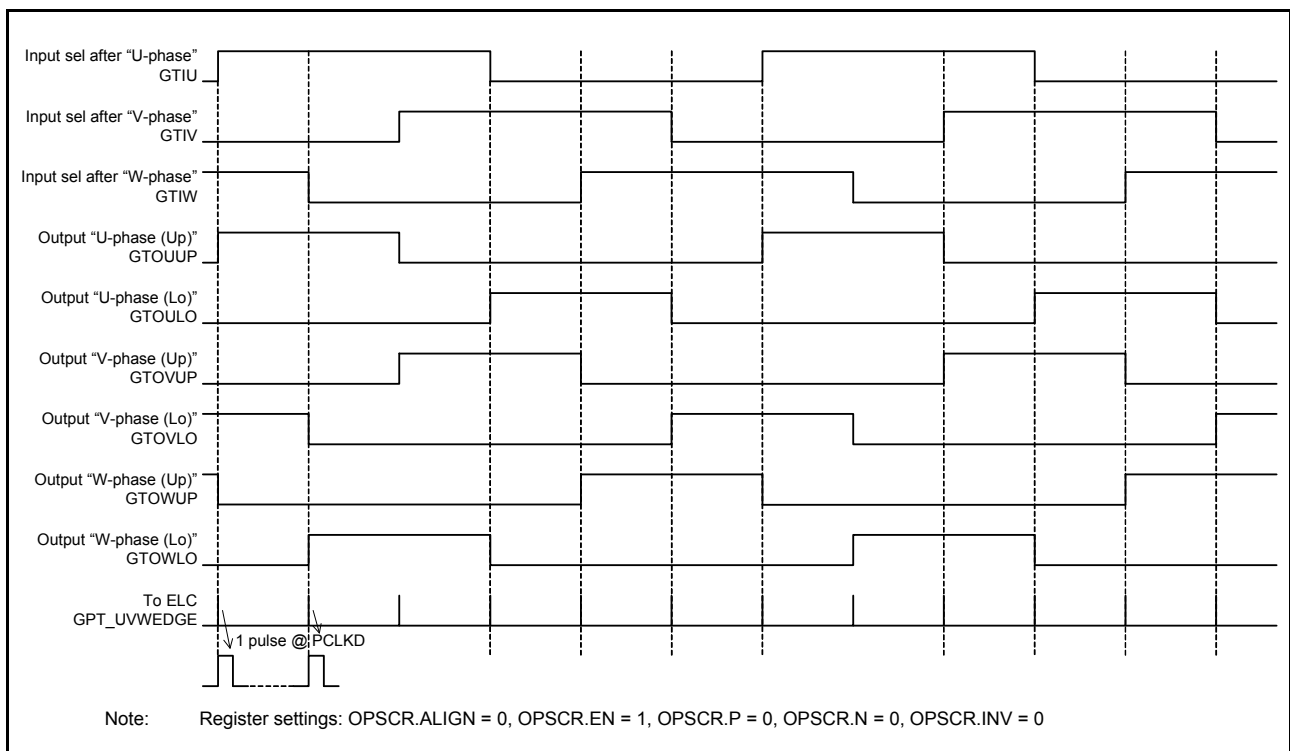 Input sel after “U-phase”
GTIU
Input sel after “V-phase”
GTIV
Input sel after “W-phase”
GTIW
Output “U-phase (Up)”
GTOUUP
Output “U-phase (Lo)”
GTOULO
Output “V-phase (Up)”
GTOVUP
Output “V-phase (Lo)”
GTOVLO
Output “W-phase (Up)”
GTOWUP
Output “W-phase (Lo)”
GTOWLO
To ELC
GPT_UVWEDGE
1 pulse @ PCLKD
Note: Register settings: OPSCR.ALIGN = 0, OPSCR.EN = 1, OPSCR.P = 0, OPSCR.N = 0, OPSCR.INV = 0